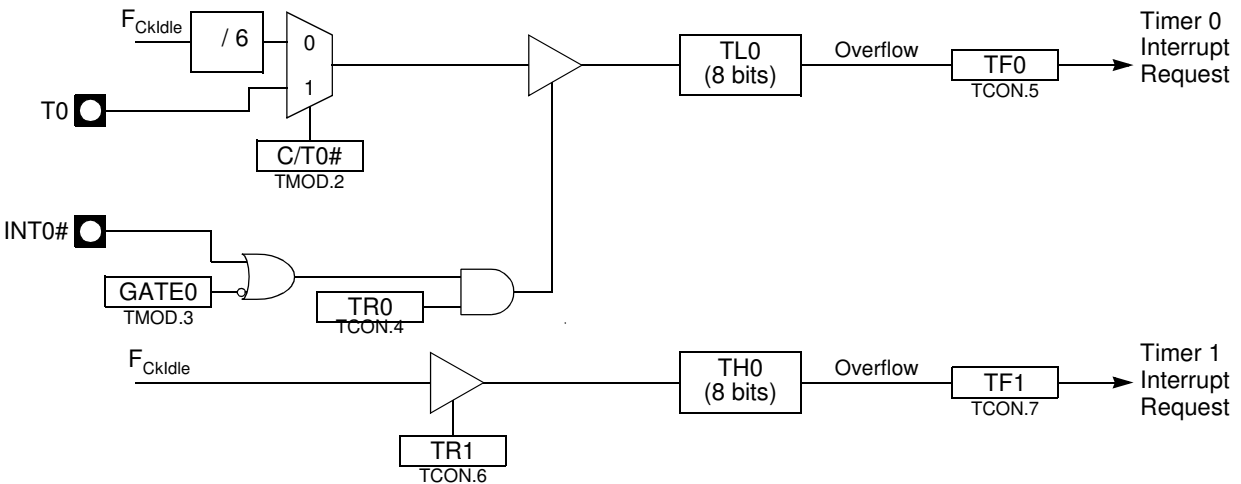 F_CkIdle
/ 6
0
1
T0
C/T0#
TMOD.2
TL0
(8 bits)
Overflow
TF0
TCON.5
Timer 0
Interrupt
Request
INT0#
GATE0
TMOD.3
TR0
TCON.4
F_CkIdle
TR1
TCON.6
TH0
(8 bits)
Overflow
TF1
TCON.7
Timer 1
Interrupt
Request